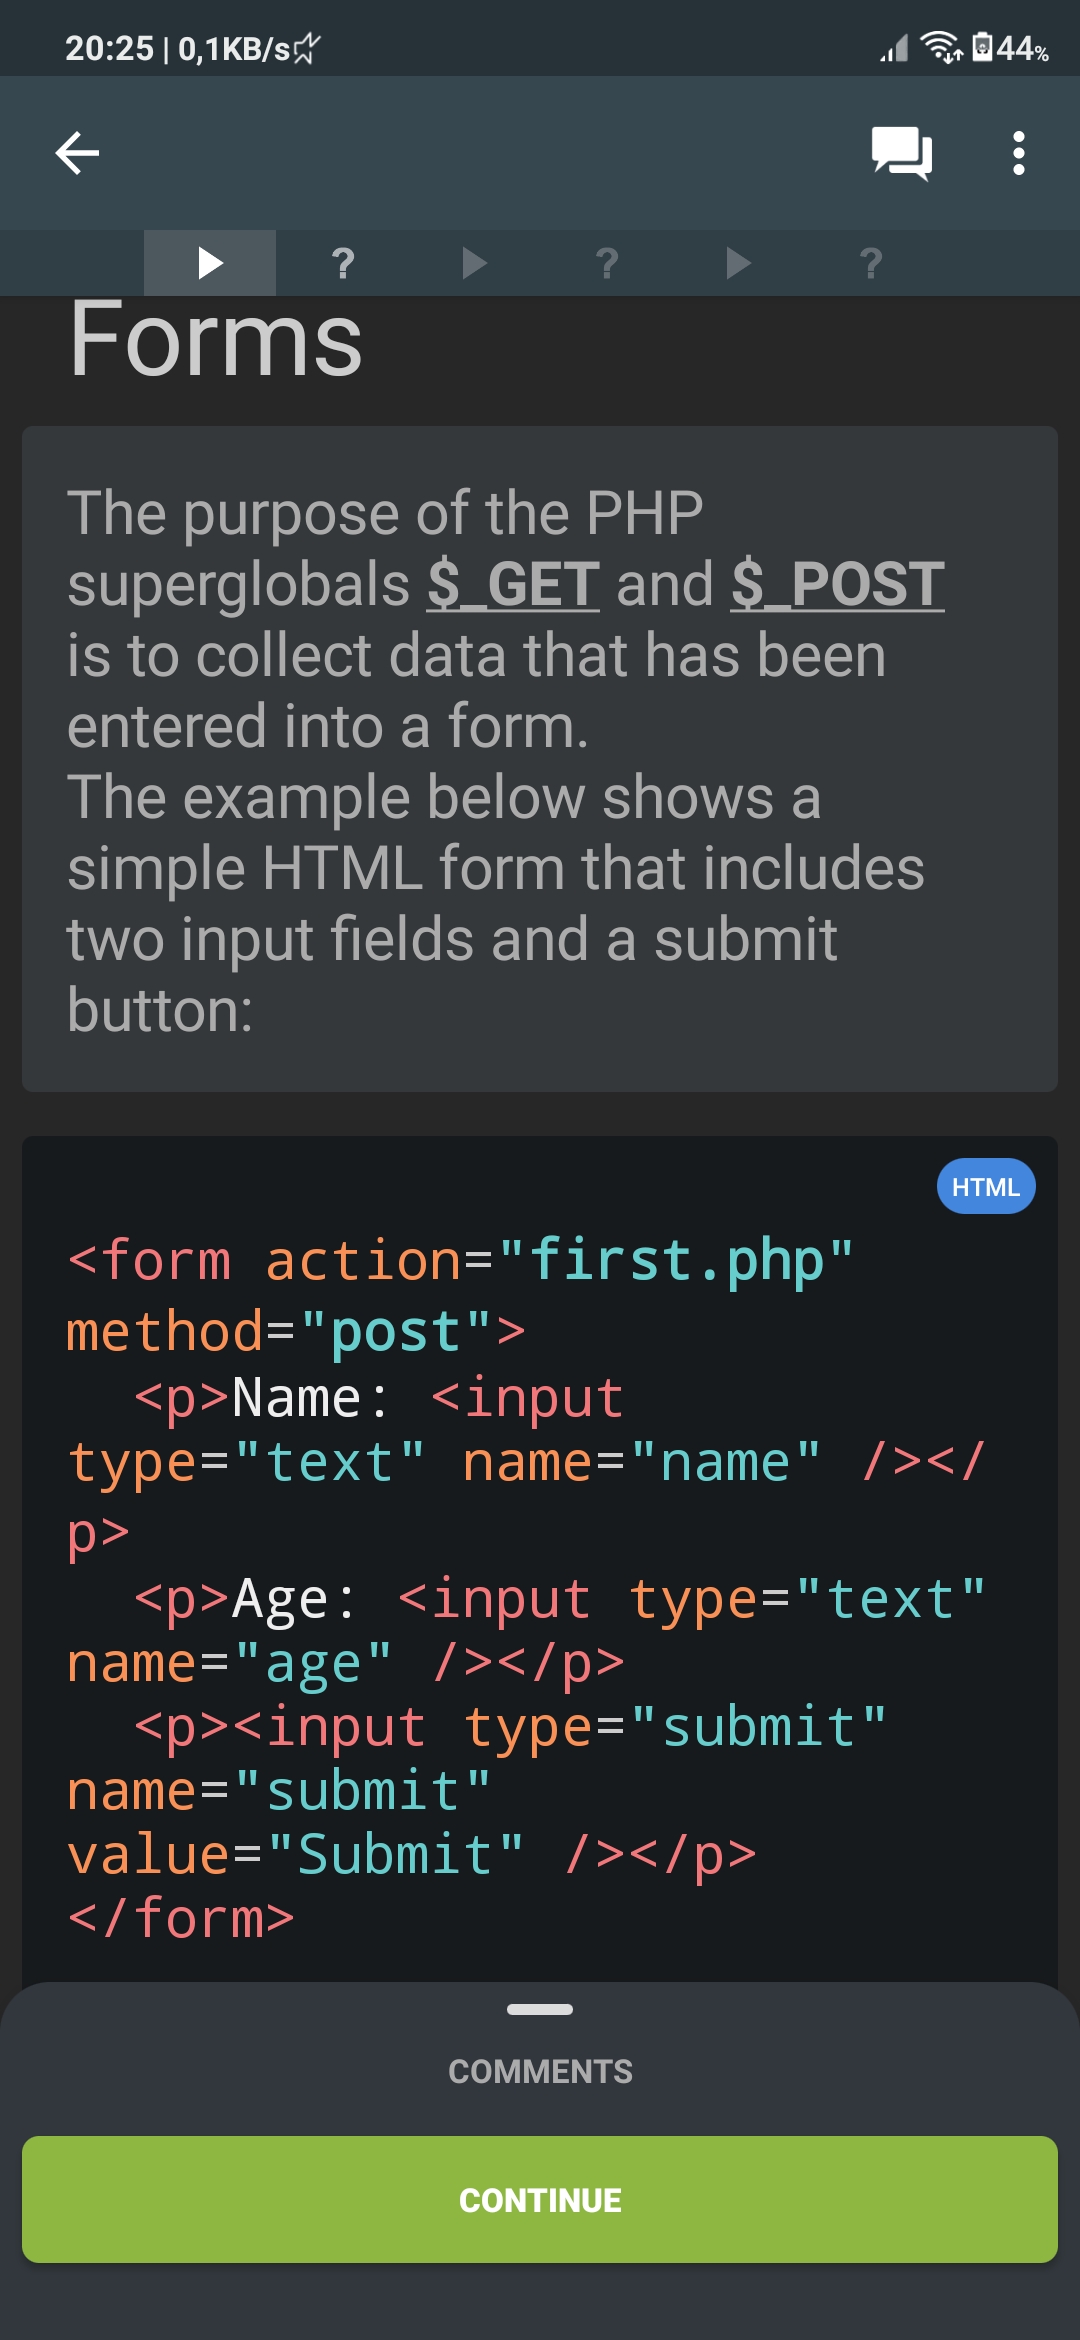 20:25 | 0,1KB/s
44%
?
?
?
Forms
The purpose of the PHP
superglobals $_GET and $_POST
is to collect data that has been
entered into a form.
The example below shows a
simple HTML form that includes
two input fields and a submit
button:
HTML
<form action="first.php"
method="post">
<p>Name: <input
type="text" name="name" /></
p>
<p>Age: <input type="text"
name="age" /></p>
<p><input type="submit"
name="submit"
value="Submit" /></p>
</form>
COMMENTS
CONTINUE